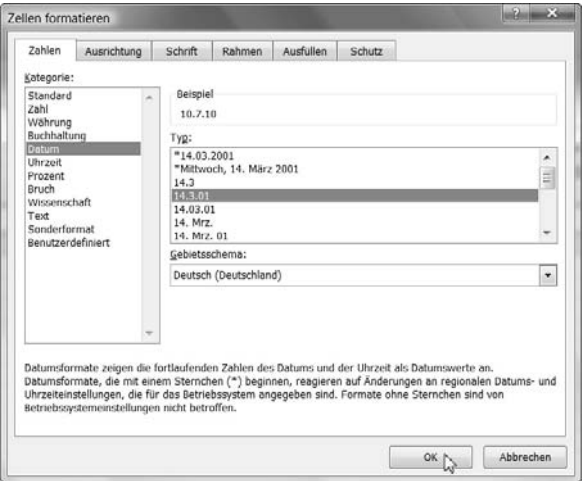 Zellen formatieren
Zahlen Ausrichtung Schrift Rahmen Ausfüllen Schutz
Kategorie:
Standard
Zahl
Währung
Buchhaltung
Datum
Uhrzeit
Prozent
Bruch
Wissenschaft
Text
Sonderformat
Benutzerdefiniert
Beispiel
10.7.10
Typ:
*14.03.2001
*Mittwoch, 14. März 2001
14.3
14.3.01
14.03.01
14. Mrz.
14. Mrz. 01
Gebietsschema:
Deutsch (Deutschland)
Datumsformate zeigen die fortlaufenden Zahlen des Datums und der Uhrzeit als Datumswerte an.
Datumsformate, die mit einem Sternchen (*) beginnen, reagieren auf Änderungen an regionalen Datums- und
Uhrzeiteinstellungen, die für das Betriebssystem angegeben sind. Formate ohne Sternchen sind von
Betriebssystemeinstellungen nicht betroffen.
OK Abbrechen